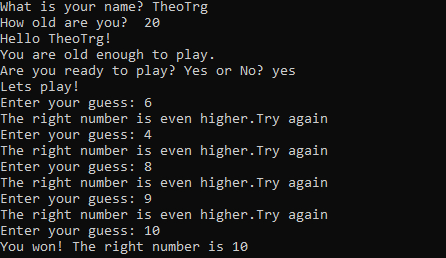 What is your name? TheoTrg
How old are you?  20
Hello TheoTrg!
You are old enough to play.
Are you ready to play? Yes or No? yes
Lets play!
Enter your guess: 6
The right number is even higher.Try again
Enter your guess: 4
The right number is even higher.Try again
Enter your guess: 8
The right number is even higher.Try again
Enter your guess: 9
The right number is even higher.Try again
Enter your guess: 10
You won! The right number is 10